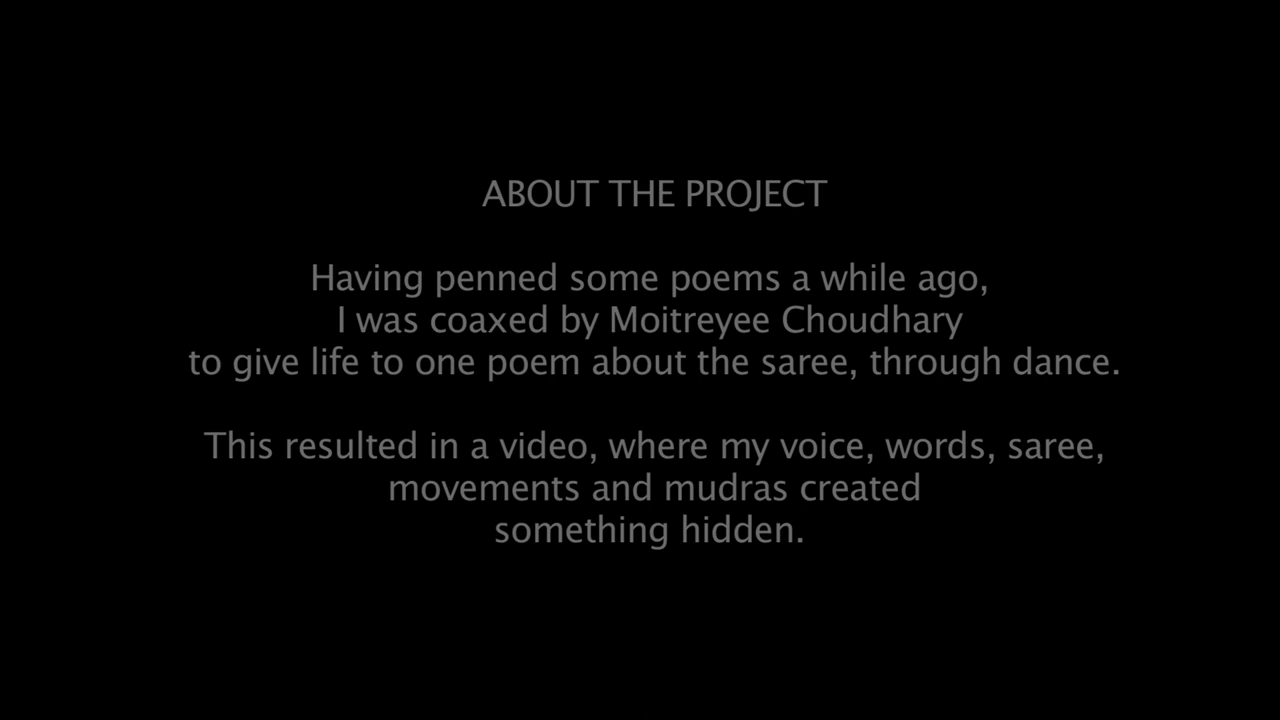 ABOUT THE PROJECT
Having penned some poems a while ago,
I was coaxed by Moitreyee Choudhary
to give life to one poem about the saree, through dance.
This resulted in a video, where my voice, words, saree,
movements and mudras created
something hidden.